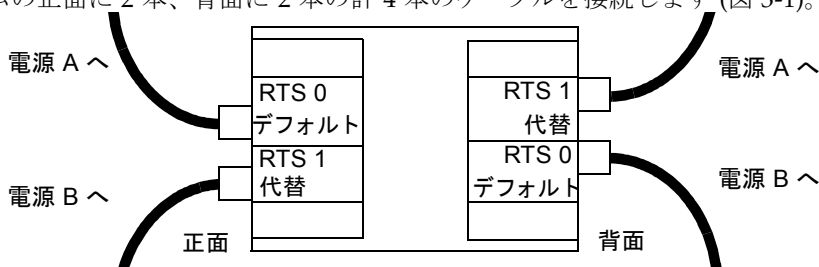 ムの正面に 2 本、背面に 2 本の計 4 本のケーブルを接続します (図 3-1)。
電源 A へ
RTS 0
デフォルト
RTS 1
代替
電源 A へ
電源 B へ
RTS 1
代替
RTS 0
デフォルト
電源 B へ
正面
背面